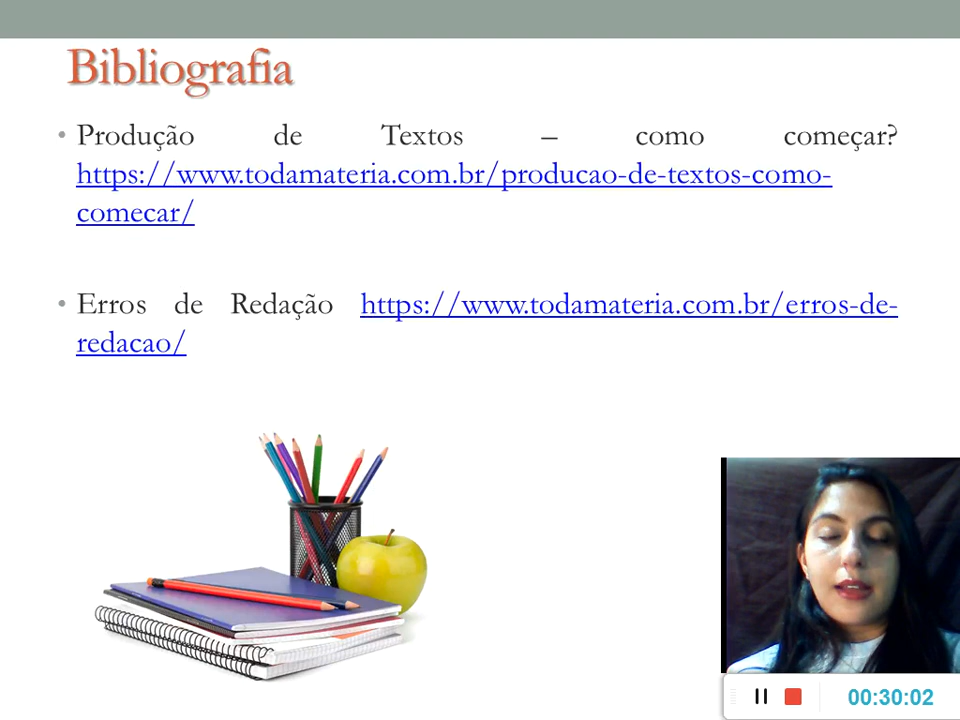 Bibliografia
• Produção de Textos – como começar?
https://www.todamateria.com.br/producao-de-textos-como-
comecar/
• Erros de Redação https://www.todamateria.com.br/erros-de-
redacao/
00:30:02